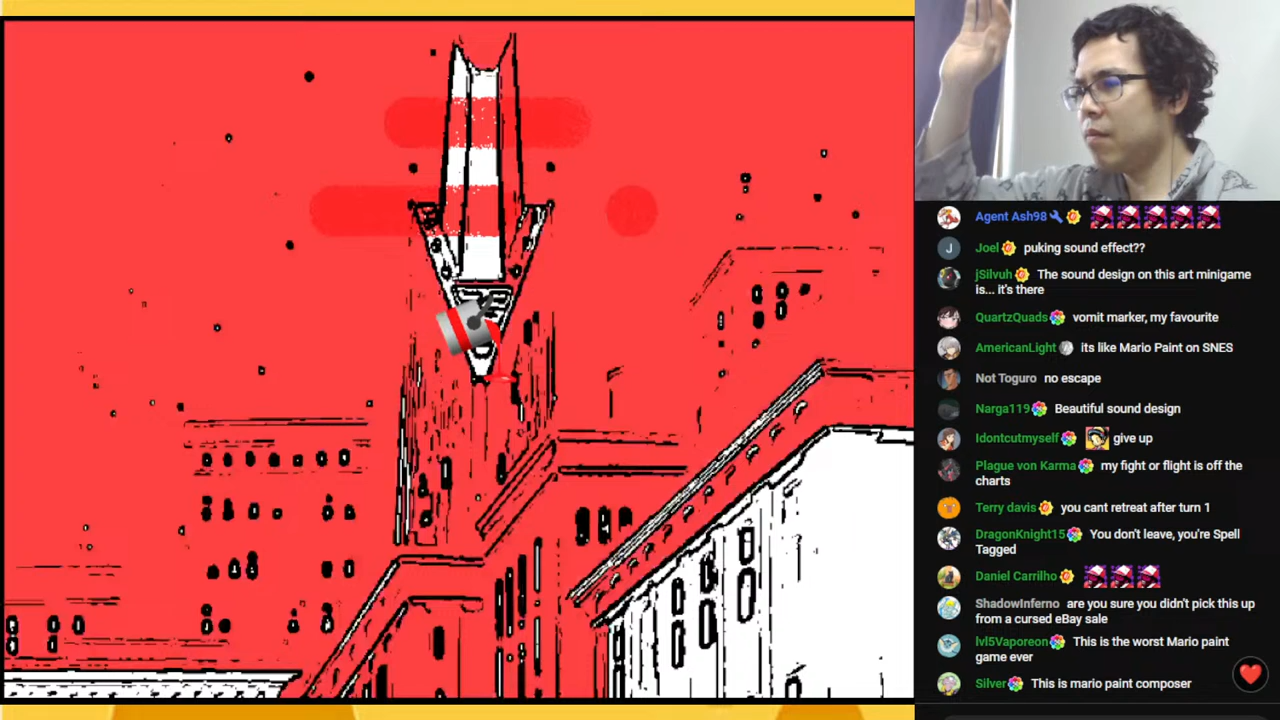 Agent Ash98
Joel puking sound effect??
jSilvuh The sound design on this art minigame
is... it's there
QuartzQuads vomit marker, my favourite
AmericanLight its like Mario Paint on SNES
Not Toguro no escape
Narga119 Beautiful sound design
Idontcutmyself give up
Plague von Karma my fight or flight is off the
charts
Terry davis you cant retreat after turn 1
DragonKnight15 You don't leave, you're Spell
Tagged
Daniel Carrilho
ShadowInferno are you sure you didn't pick this up
from a cursed eBay sale
lvl5Vaporeon This is the worst Mario paint
game ever
Silver This is mario paint composer